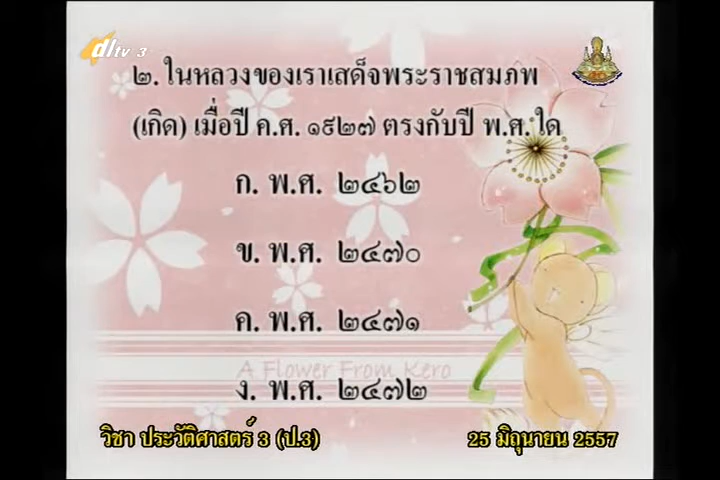 dltv 3
๒. ในหลวงของเราเสด็จพระราชสมภพ
(เกิด) เมื่อปี ค.ศ. ๑๙๒๗ ตรงกับปี พ.ศ. ใด
ก. พ.ศ. ๒๔๖๒
ข. พ.ศ. ๒๔๗๐
ค. พ.ศ. ๒๔๗๑
A Flower From Kero
ง. พ.ศ. ๒๔๗๒
วิชา ประวัติศาสตร์ 3 (ป.3)
25 มิถุนายน 2557